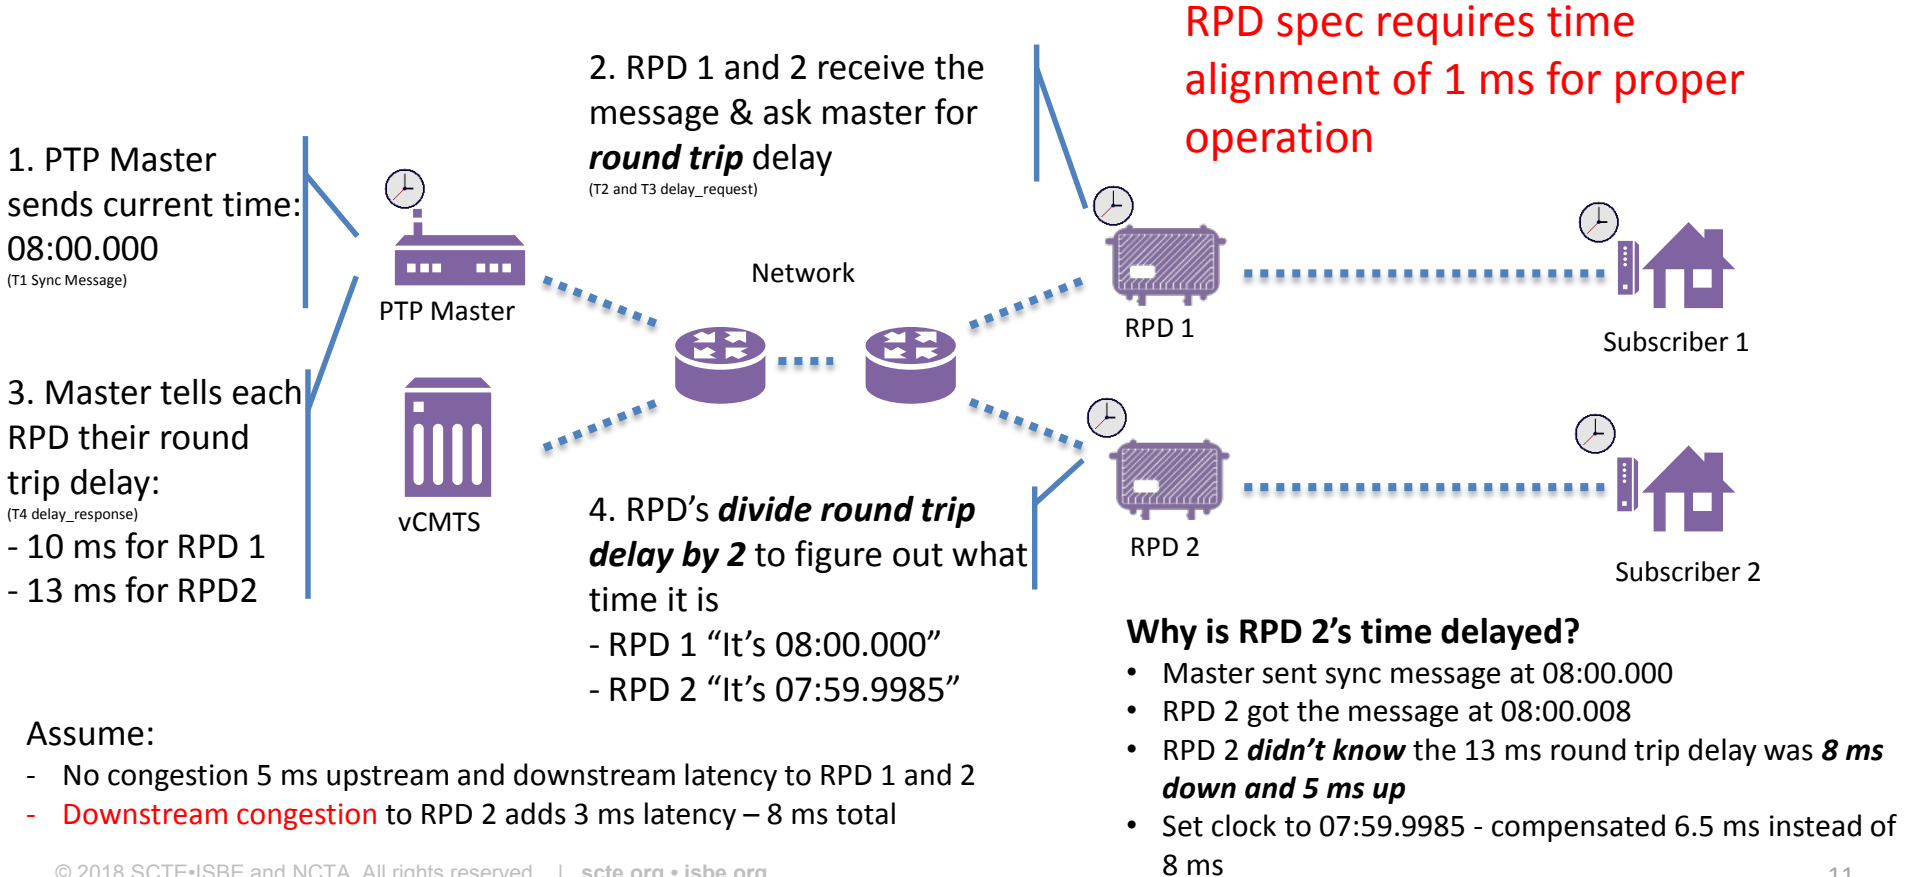 RPD spec requires time
alignment of 1 ms for proper
operation
2. RPD 1 and 2 receive the
message & ask master for
round trip delay
(T2 and T3 delay_request)
1. PTP Master
sends current time:
08:00.000
(T1 Sync Message)
PTP Master
Network
RPD 1
Subscriber 1
3. Master tells each
RPD their round
trip delay:
(T4 delay_response)
- 10 ms for RPD 1
- 13 ms for RPD2
vCMTS
4. RPD’s divide round trip
delay by 2 to figure out what
time it is
- RPD 1 “It’s 08:00.000”
- RPD 2 “It’s 07:59.9985”
RPD 2
Subscriber 2
Why is RPD 2’s time delayed?
• Master sent sync message at 08:00.000
• RPD 2 got the message at 08:00.008
• RPD 2 didn’t know the 13 ms round trip delay was 8 ms
down and 5 ms up
• Set clock to 07:59.9985 - compensated 6.5 ms instead of
8 ms
Assume:
- No congestion 5 ms upstream and downstream latency to RPD 1 and 2
- Downstream congestion to RPD 2 adds 3 ms latency – 8 ms total
© 2018 SCTE•ISBE and NCTA. All rights reserved. | scte.org • isbe.org
11